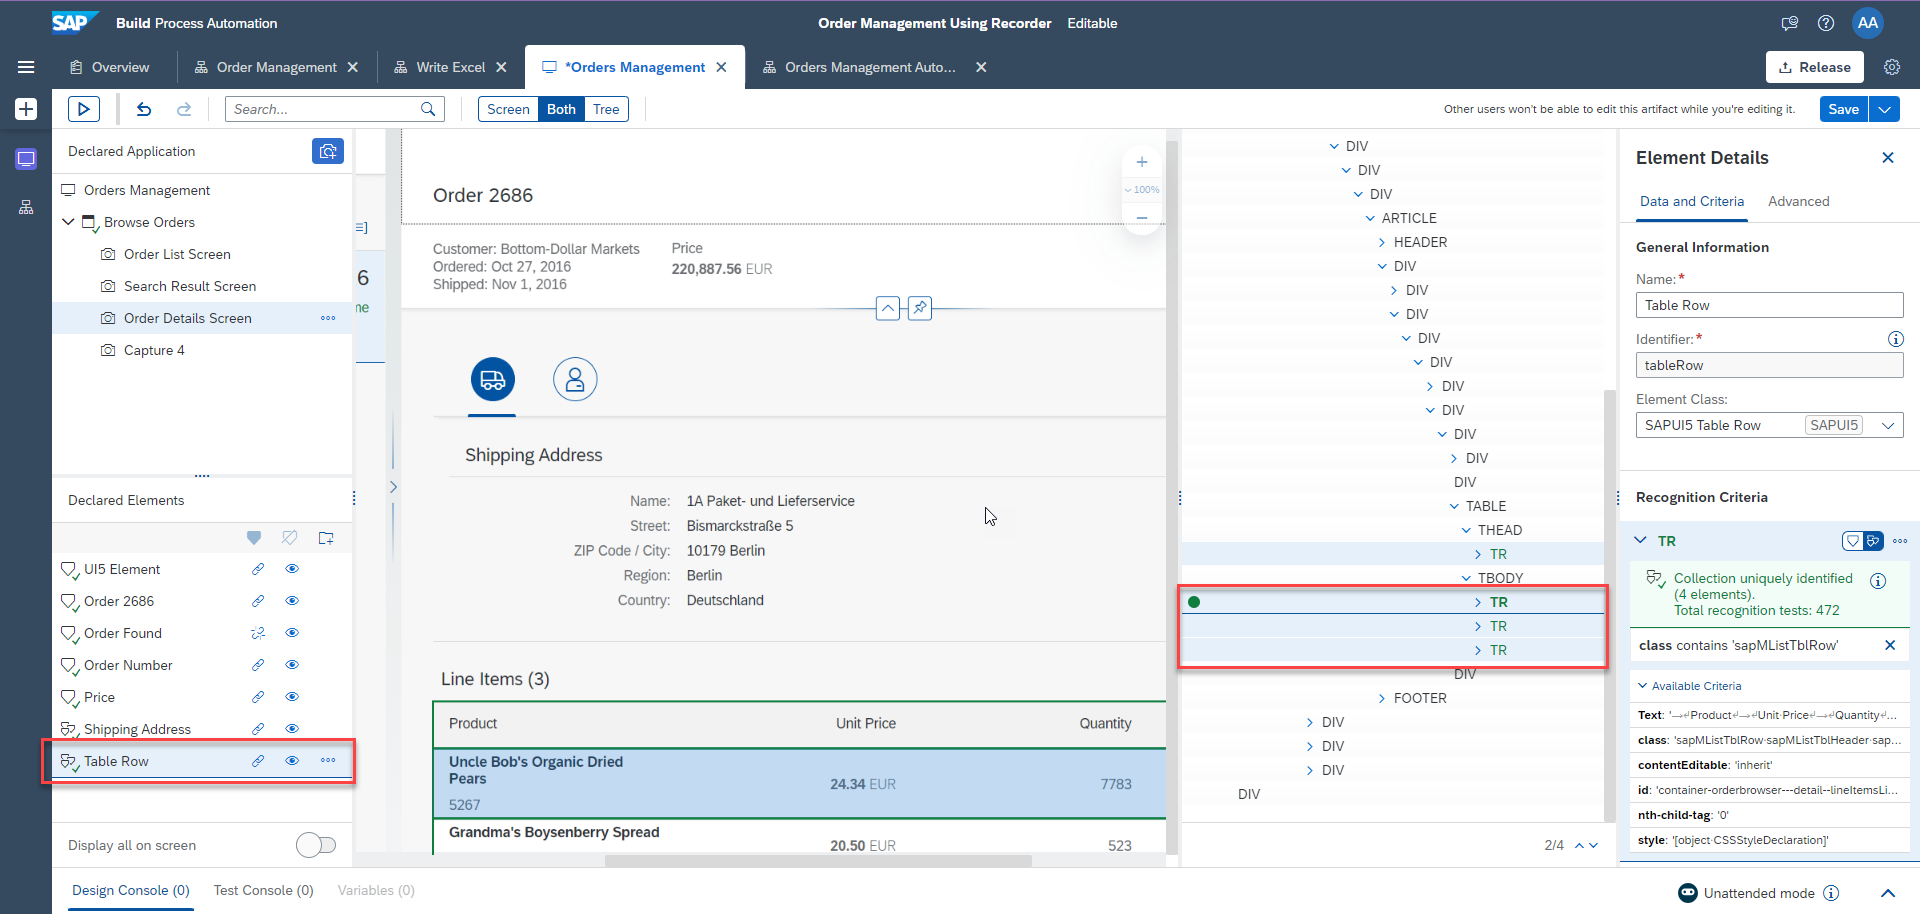 SAP Build Process Automation
Order Management Using Recorder Editable
AA
Overview
Order Management
Write Excel
*Orders Management
Orders Management Auto...
Release
Search...
Screen Both Tree
Other users won't be able to edit this artifact while you're editing it.
Save
Declared Application
Orders Management
Browse Orders
Order List Screen
Search Result Screen
Order Details Screen
Capture 4
Declared Elements
UI5 Element
Order 2686
Order Found
Order Number
Price
Shipping Address
Table Row
Display all on screen
6
me
Order 2686
100%
Customer: Bottom-Dollar Markets
Ordered: Oct 27, 2016
Shipped: Nov 1, 2016
Price
220,887.56 EUR
Shipping Address
Name: 1A Paket- und Lieferservice
Street: Bismarckstraße 5
ZIP Code / City: 10179 Berlin
Region: Berlin
Country: Deutschland
Line Items (3)
Product Unit Price Quantity
Uncle Bob's Organic Dried
Pears
5267
24.34 EUR 7783
Grandma's Boysenberry Spread
20.50 EUR 523
DIV
DIV
DIV
ARTICLE
HEADER
DIV
DIV
DIV
DIV
DIV
DIV
DIV
DIV
DIV
DIV
TABLE
THEAD
TR
TBODY
TR
TR
TR
DIV
FOOTER
DIV
DIV
DIV
DIV
2/4
Element Details
Data and Criteria Advanced
General Information
Name:*
Table Row
Identifier:*
tableRow
Element Class:
SAPUI5 Table Row SAPUI5
Recognition Criteria
TR
Collection uniquely identified
(4 elements).
Total recognition tests: 472
class contains 'sapMListTblRow'
Available Criteria
Text: '→↵Product↵→↵Unit·Price↵→↵Quantity↵...
class: 'sapMListTblRow·sapMListTblHeader·sap...
contentEditable: 'inherit'
id: 'container-orderbrowser---detail--lineItemsLi...
nth-child-tag: '0'
style: '[object·CSSStyleDeclaration]'
Design Console (0) Test Console (0) Variables (0)
Unattended mode